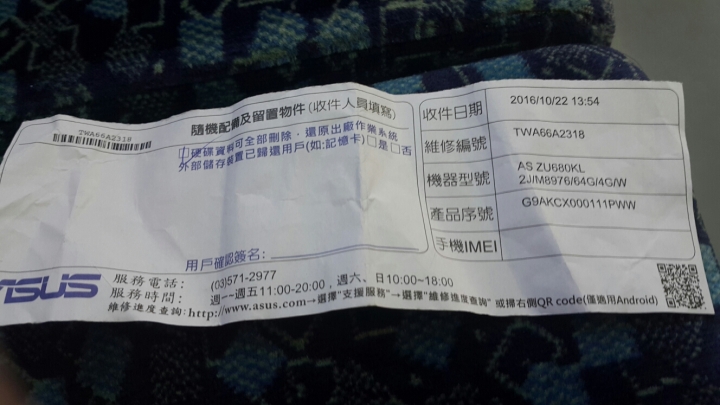 TWA66A2318
隨機配備及留置物件(收件人員填寫)
□硬碟資料可全部刪除，還原出廠作業系統
外部儲存裝置已歸還用戶(如:記憶卡)□是□否
用戶確認簽名:
收件日期 2016/10/22 13:54
維修編號 TWA66A2318
機器型號 AS ZU680KL
2J/M8976/64G/4G/W
產品序號 G9AKCX000111PWW
手機IMEI
ASUS
服務電話: (03)571-2977
服務時間: 週一~週五11:00-20:00，週六、日10:00~18:00
維修進度查詢:http://www.asus.com→選擇"支援服務"→選擇"維修進度查詢" 或掃右側QR code(僅適用Android)